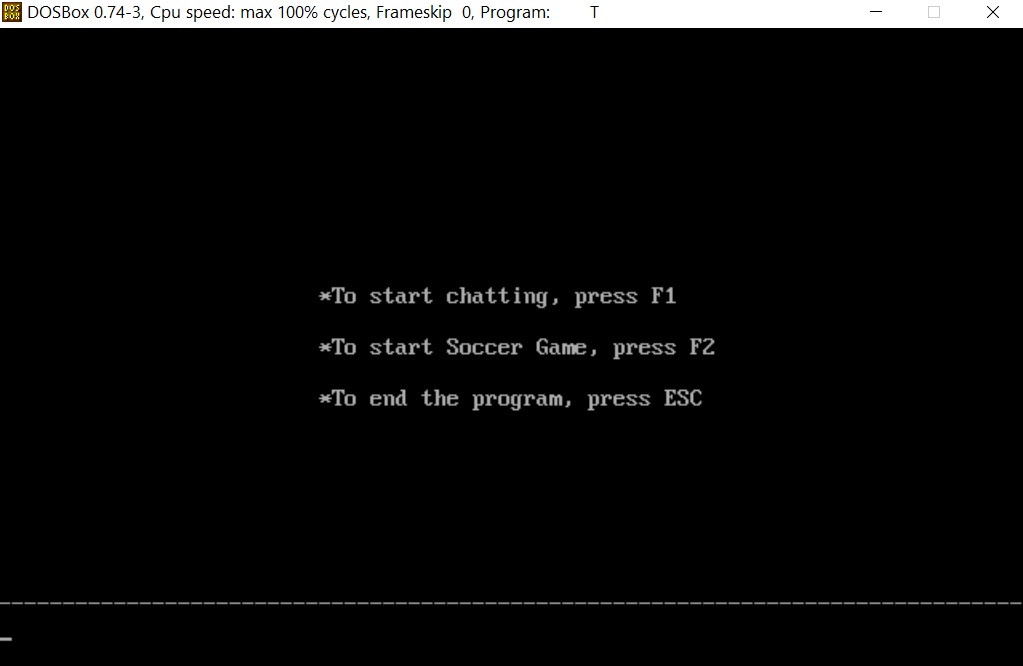 DOSBox 0.74-3, Cpu speed: max 100% cycles, Frameskip 0, Program: T
*To start chatting, press F1
*To start Soccer Game, press F2
*To end the program, press ESC
--------------------------------------------------------------------------------
_